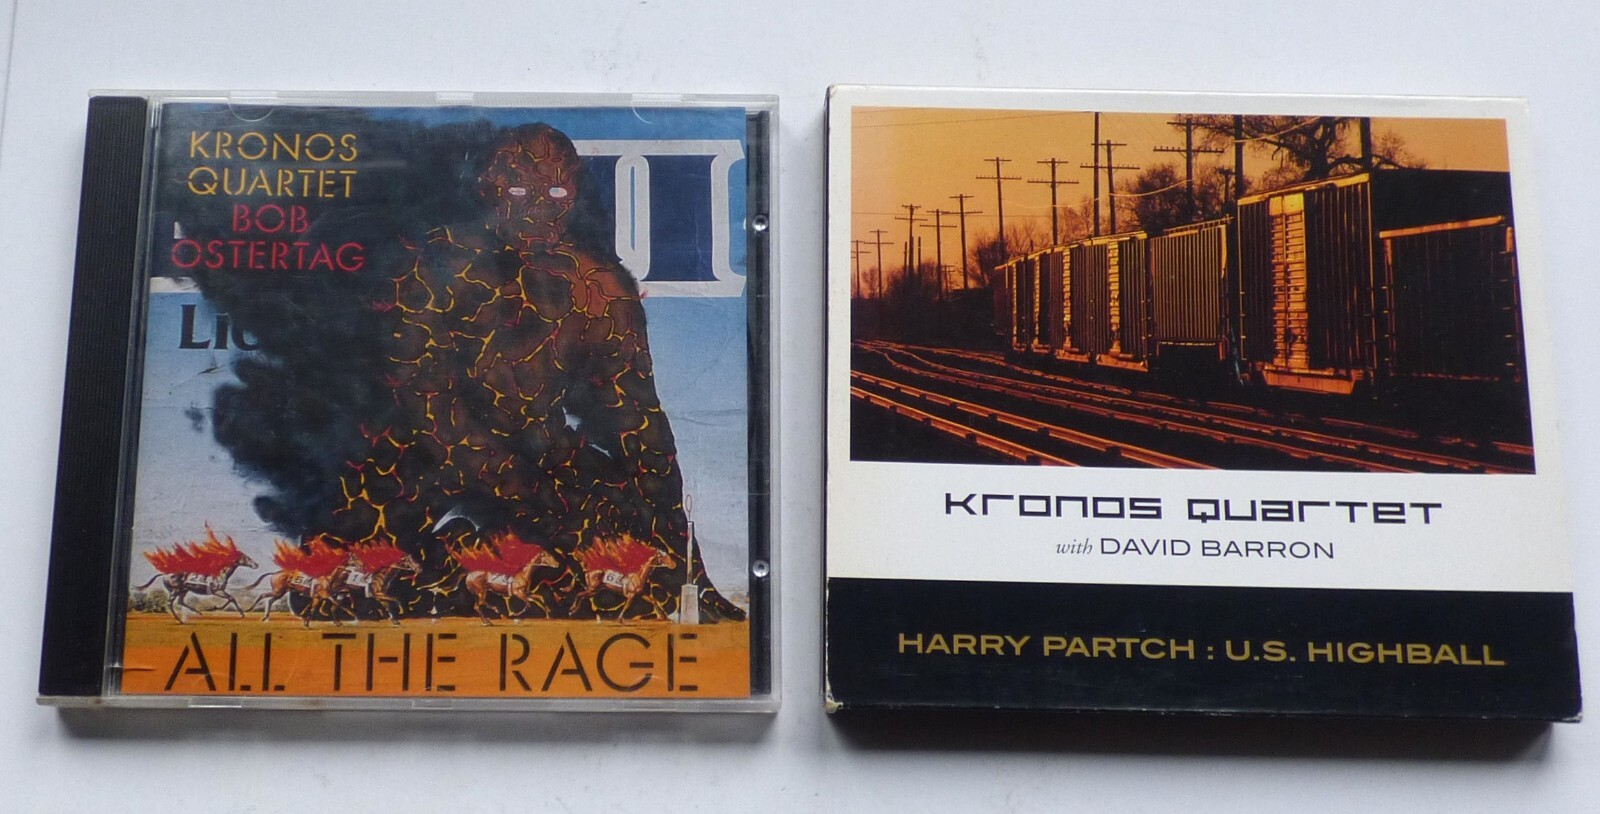 KRONOS
QUARTET
BOB
OSTERTAG
ALL THE RAGE
Kronos Quartet
with DAVID BARRON
HARRY PARTCH : U.S. HIGHBALL